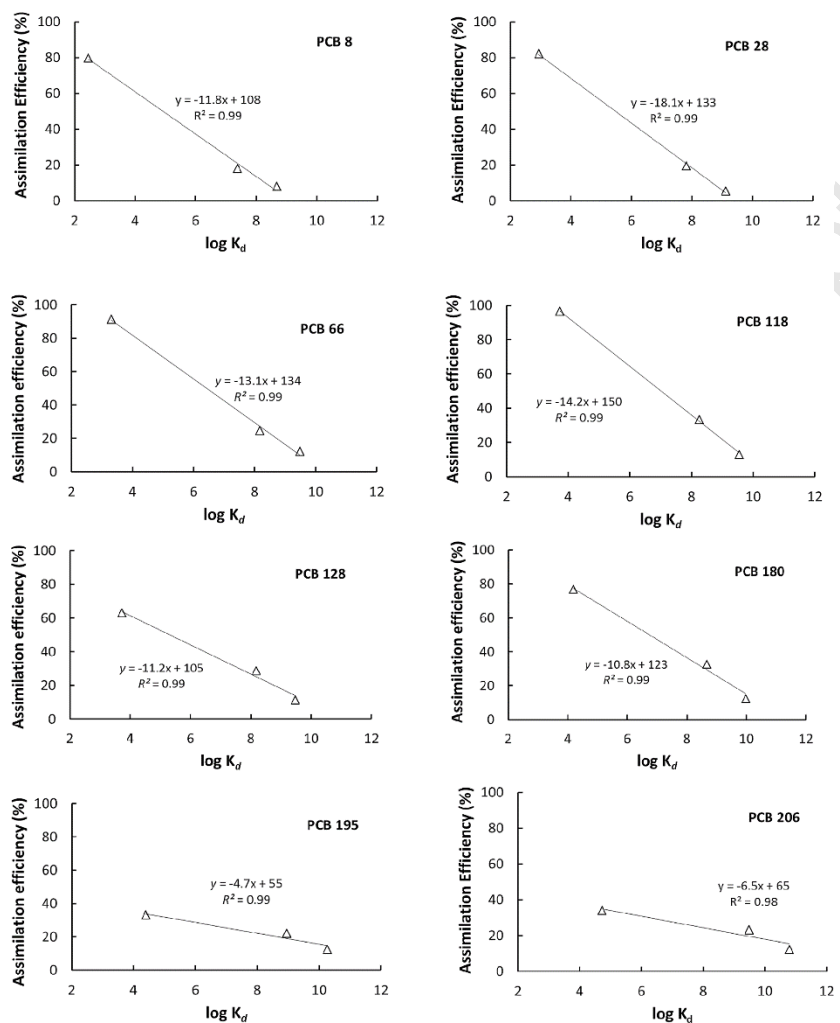 PCB 8
Assimilation Efficiency (%)
100
80
60
40
20
0
y = -11.8x + 108
R² = 0.99
2 4 6 8 10 12
log K_d
PCB 28
Assimilation Efficiency (%)
100
80
60
40
20
0
y = -18.1x + 133
R² = 0.99
2 4 6 8 10 12
log K_d
PCB 66
Assimilation efficiency (%)
100
80
60
40
20
0
y = -13.1x + 134
R² = 0.99
2 4 6 8 10 12
log K_d
PCB 118
Assimilation efficiency (%)
100
80
60
40
20
0
y = -14.2x + 150
R² = 0.99
2 4 6 8 10 12
log K_d
PCB 128
Assimilation efficiency (%)
100
80
60
40
20
0
y = -11.2x + 105
R² = 0.99
2 4 6 8 10 12
log K_d
PCB 180
Assimilation efficiency (%)
100
80
60
40
20
0
y = -10.8x + 123
R² = 0.99
2 4 6 8 10 12
log K_d
PCB 195
Assimilation efficiency (%)
100
80
60
40
20
0
y = -4.7x + 55
R² = 0.99
2 4 6 8 10 12
log K_d
PCB 206
Assimilation Efficiency (%)
100
80
60
40
20
0
y = -6.5x + 65
R² = 0.98
2 4 6 8 10 12
log K_d